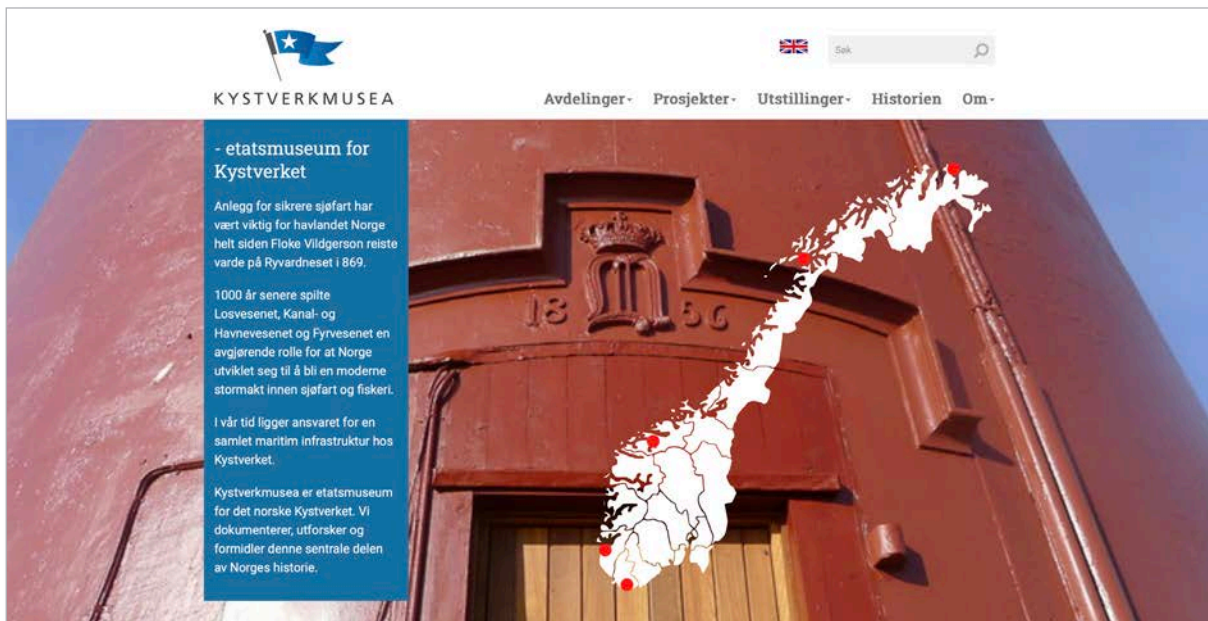 KYSTVERKMUSEA
Søk
Avdelinger
Prosjekter
Utstillinger
Historien
Om
- etatsmuseum for
Kystverket
Anlegg for sikrere sjøfart har
vært viktig for havlandet Norge
helt siden Floke Vildgerson reiste
varde på Ryvardneset i 869.
1000 år senere spilte
Losvesenet, Kanal- og
Havnevesenet og Fyrvesenet en
avgjørende rolle for at Norge
utviklet seg til å bli en moderne
stormakt innen sjøfart og fiskeri.
I vår tid ligger ansvaret for en
samlet maritim infrastruktur hos
Kystverket.
Kystverkmusea er etatsmuseum
for det norske Kystverket. Vi
dokumenterer, utforsker og
formidler denne sentrale delen
av Norges historie.
1856